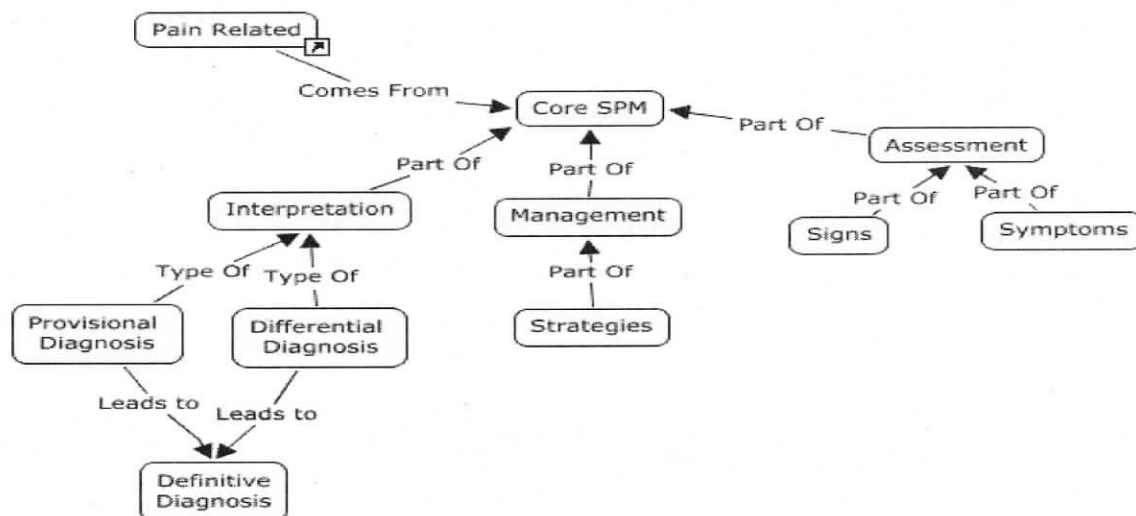 Pain Related
Comes From
Core SPM
Part Of
Assessment
Part Of
Part Of
Part Of
Part Of
Interpretation
Management
Signs
Symptoms
Type Of
Type Of
Part Of
Provisional
Diagnosis
Differential
Diagnosis
Strategies
Leads to
Leads to
Definitive
Diagnosis